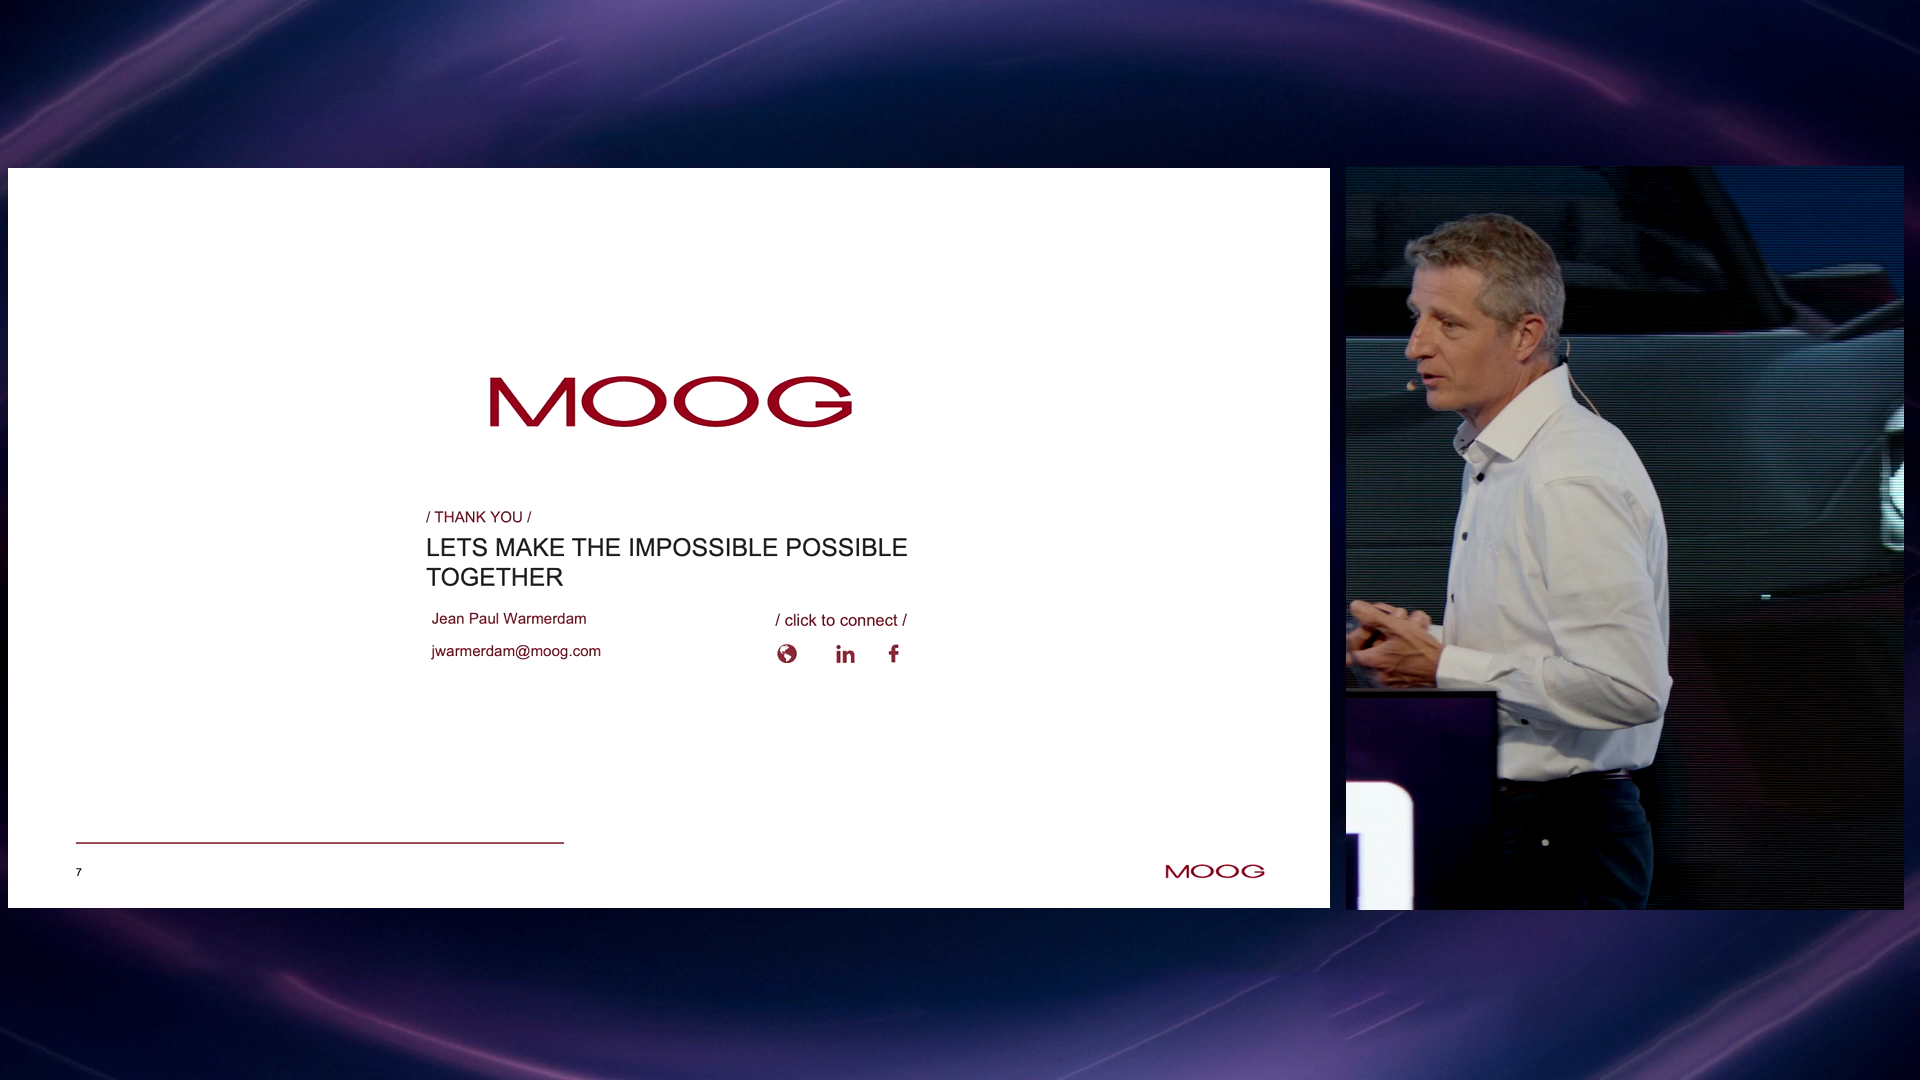 MOOG
/ THANK YOU /
LETS MAKE THE IMPOSSIBLE POSSIBLE
TOGETHER
Jean Paul Warmerdam
/ click to connect /
jwarmerdam@moog.com
7
MOOG